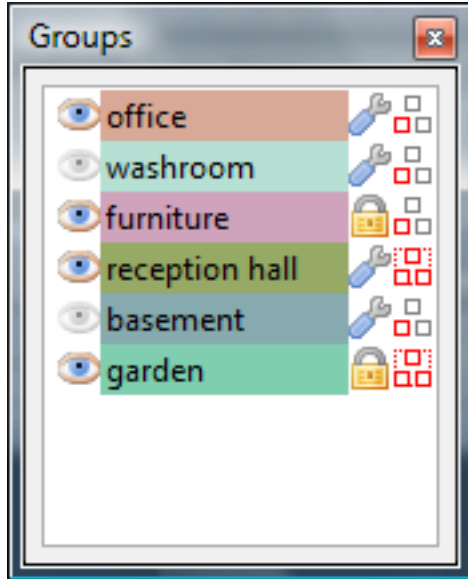 Groups
office
washroom
furniture
reception hall
basement
garden